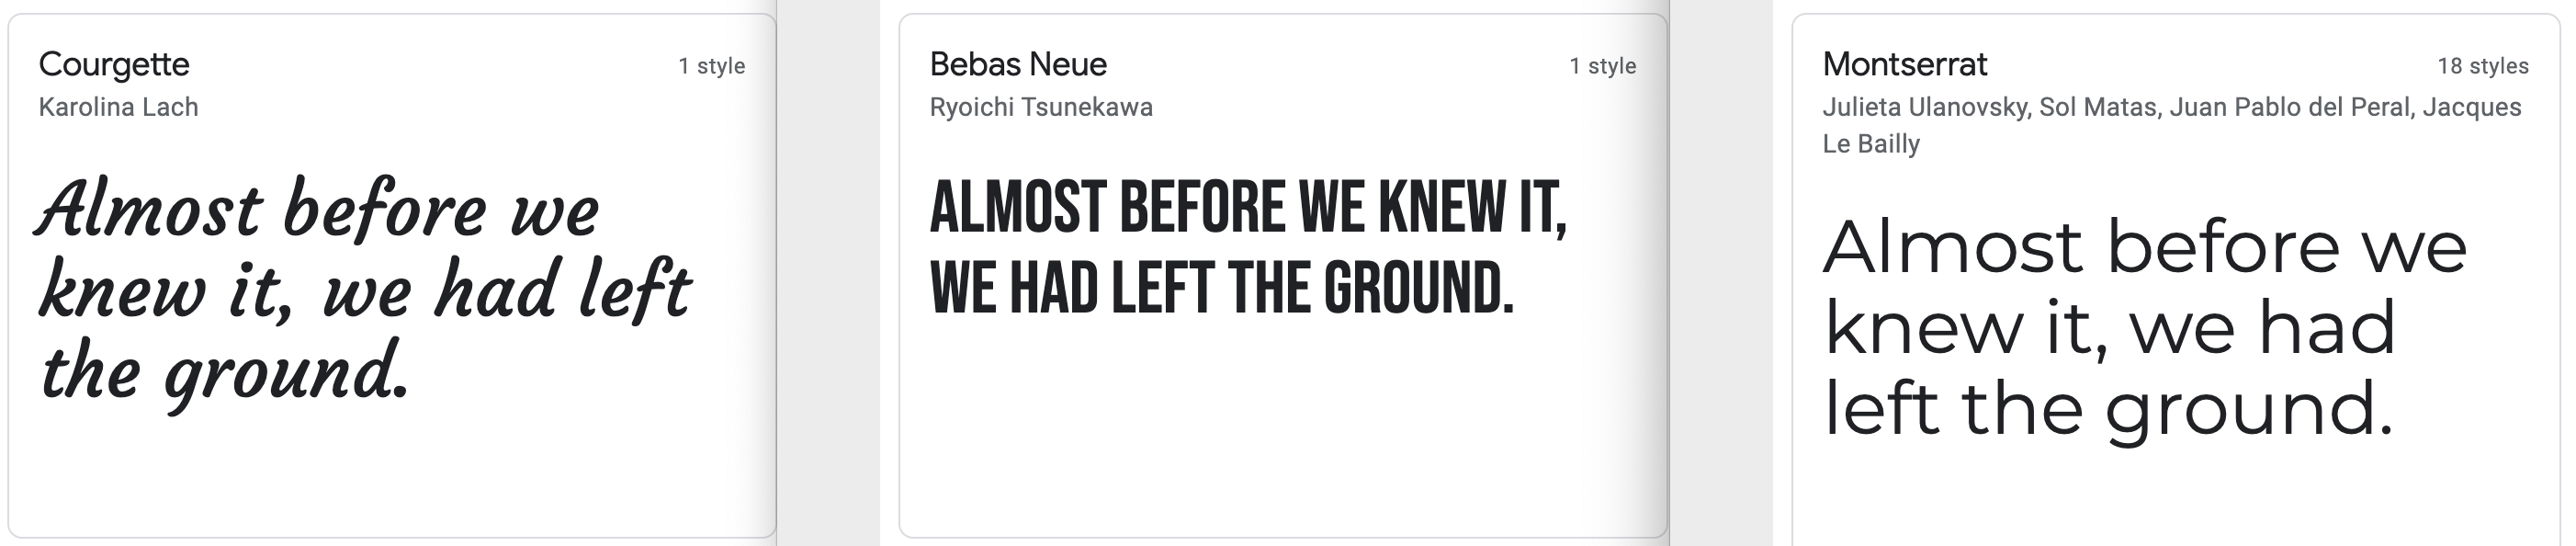 Courgette
1 style
Karolina Lach
Almost before we
knew it, we had left
the ground.
Bebas Neue
1 style
Ryoichi Tsunekawa
ALMOST BEFORE WE KNEW IT,
WE HAD LEFT THE GROUND.
Montserrat
18 styles
Julieta Ulanovsky, Sol Matas, Juan Pablo del Peral, Jacques
Le Bailly
Almost before we
knew it, we had
left the ground.